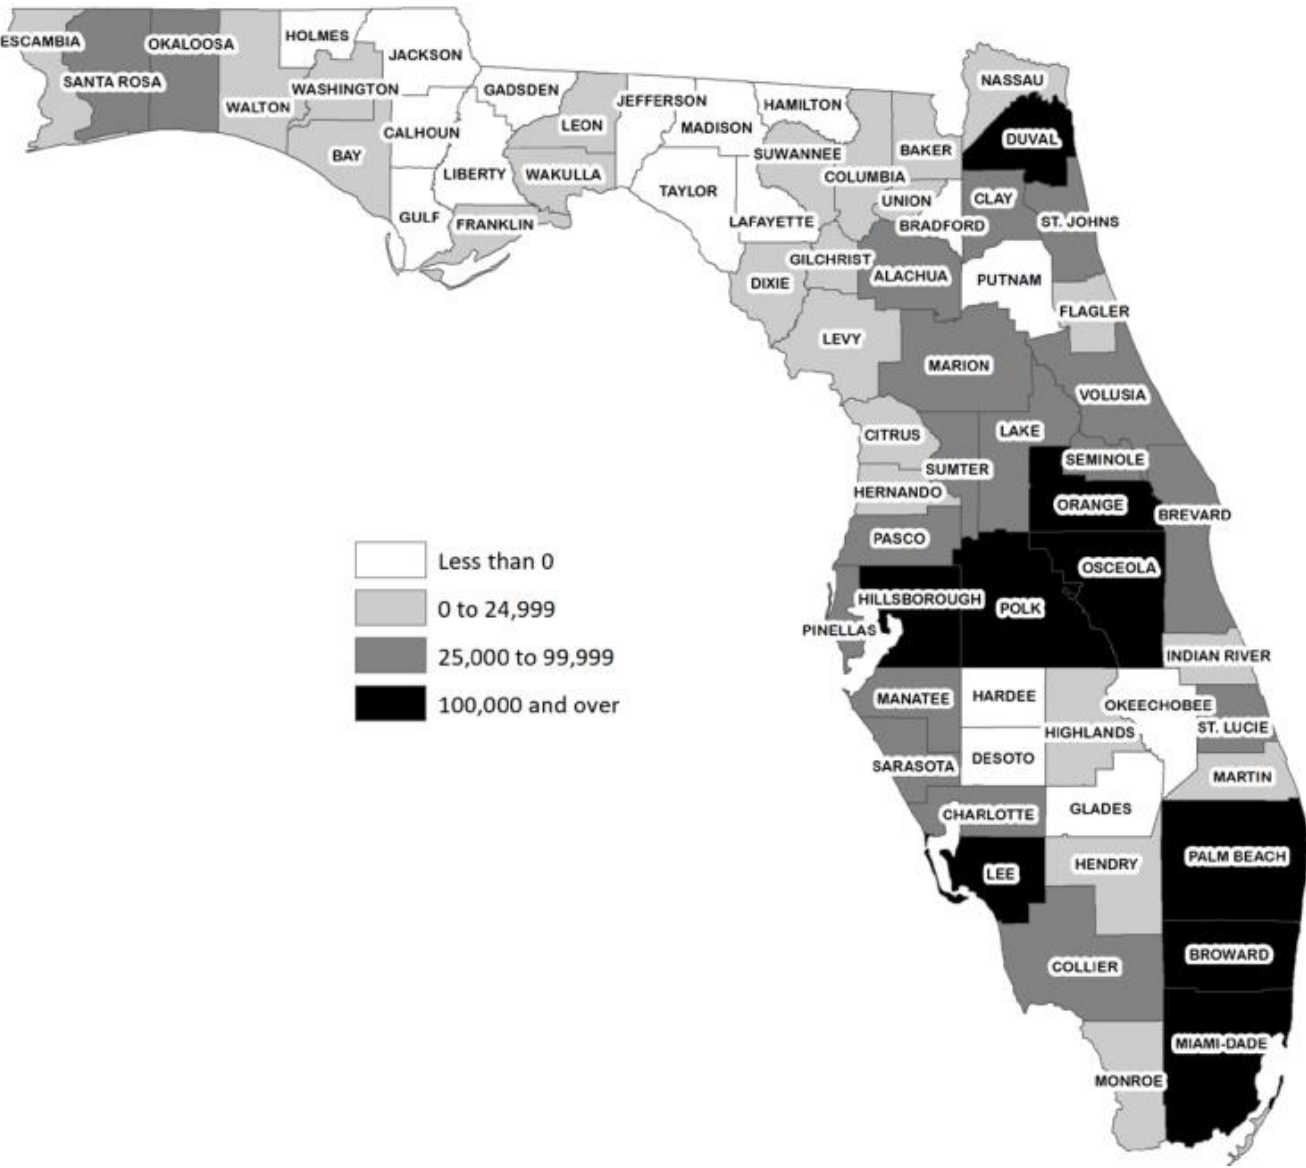 ESCAMBIA
SANTA ROSA
OKALOOSA
WALTON
HOLMES
WASHINGTON
JACKSON
BAY
CALHOUN
GULF
GADSDEN
LIBERTY
FRANKLIN
LEON
WAKULLA
JEFFERSON
MADISON
TAYLOR
HAMILTON
SUWANNEE
LAFAYETTE
DIXIE
COLUMBIA
GILCHRIST
BAKER
UNION
BRADFORD
ALACHUA
LEVY
NASSAU
DUVAL
CLAY
ST. JOHNS
PUTNAM
FLAGLER
MARION
VOLUSIA
CITRUS
LAKE
SUMTER
SEMINOLE
HERNANDO
ORANGE
BREVARD
PASCO
OSCEOLA
HILLSBOROUGH
POLK
PINELLAS
INDIAN RIVER
MANATEE
HARDEE
OKEECHOBEE
HIGHLANDS
ST. LUCIE
DESOTO
SARASOTA
MARTIN
CHARLOTTE
GLADES
PALM BEACH
LEE
HENDRY
BROWARD
COLLIER
MIAMI-DADE
MONROE
Less than 0
0 to 24,999
25,000 to 99,999
100,000 and over